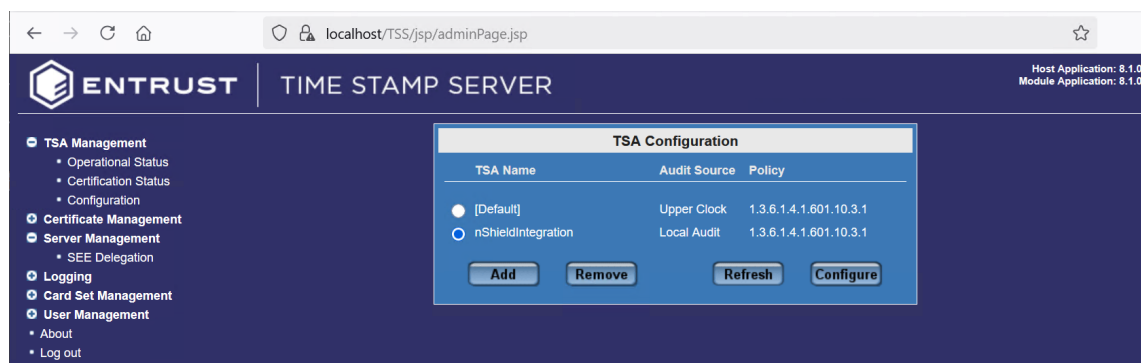 localhost/TSS/jsp/adminPage.jsp
ENTRUST TIME STAMP SERVER
Host Application: 8.1.0
Module Application: 8.1.0
TSA Management
Operational Status
Certification Status
Configuration
Certificate Management
Server Management
SEE Delegation
Logging
Card Set Management
User Management
About
Log out
TSA Configuration
TSA Name Audit Source Policy
[Default] Upper Clock 1.3.6.1.4.1.601.10.3.1
nShieldIntegration Local Audit 1.3.6.1.4.1.601.10.3.1
Add Remove Refresh Configure